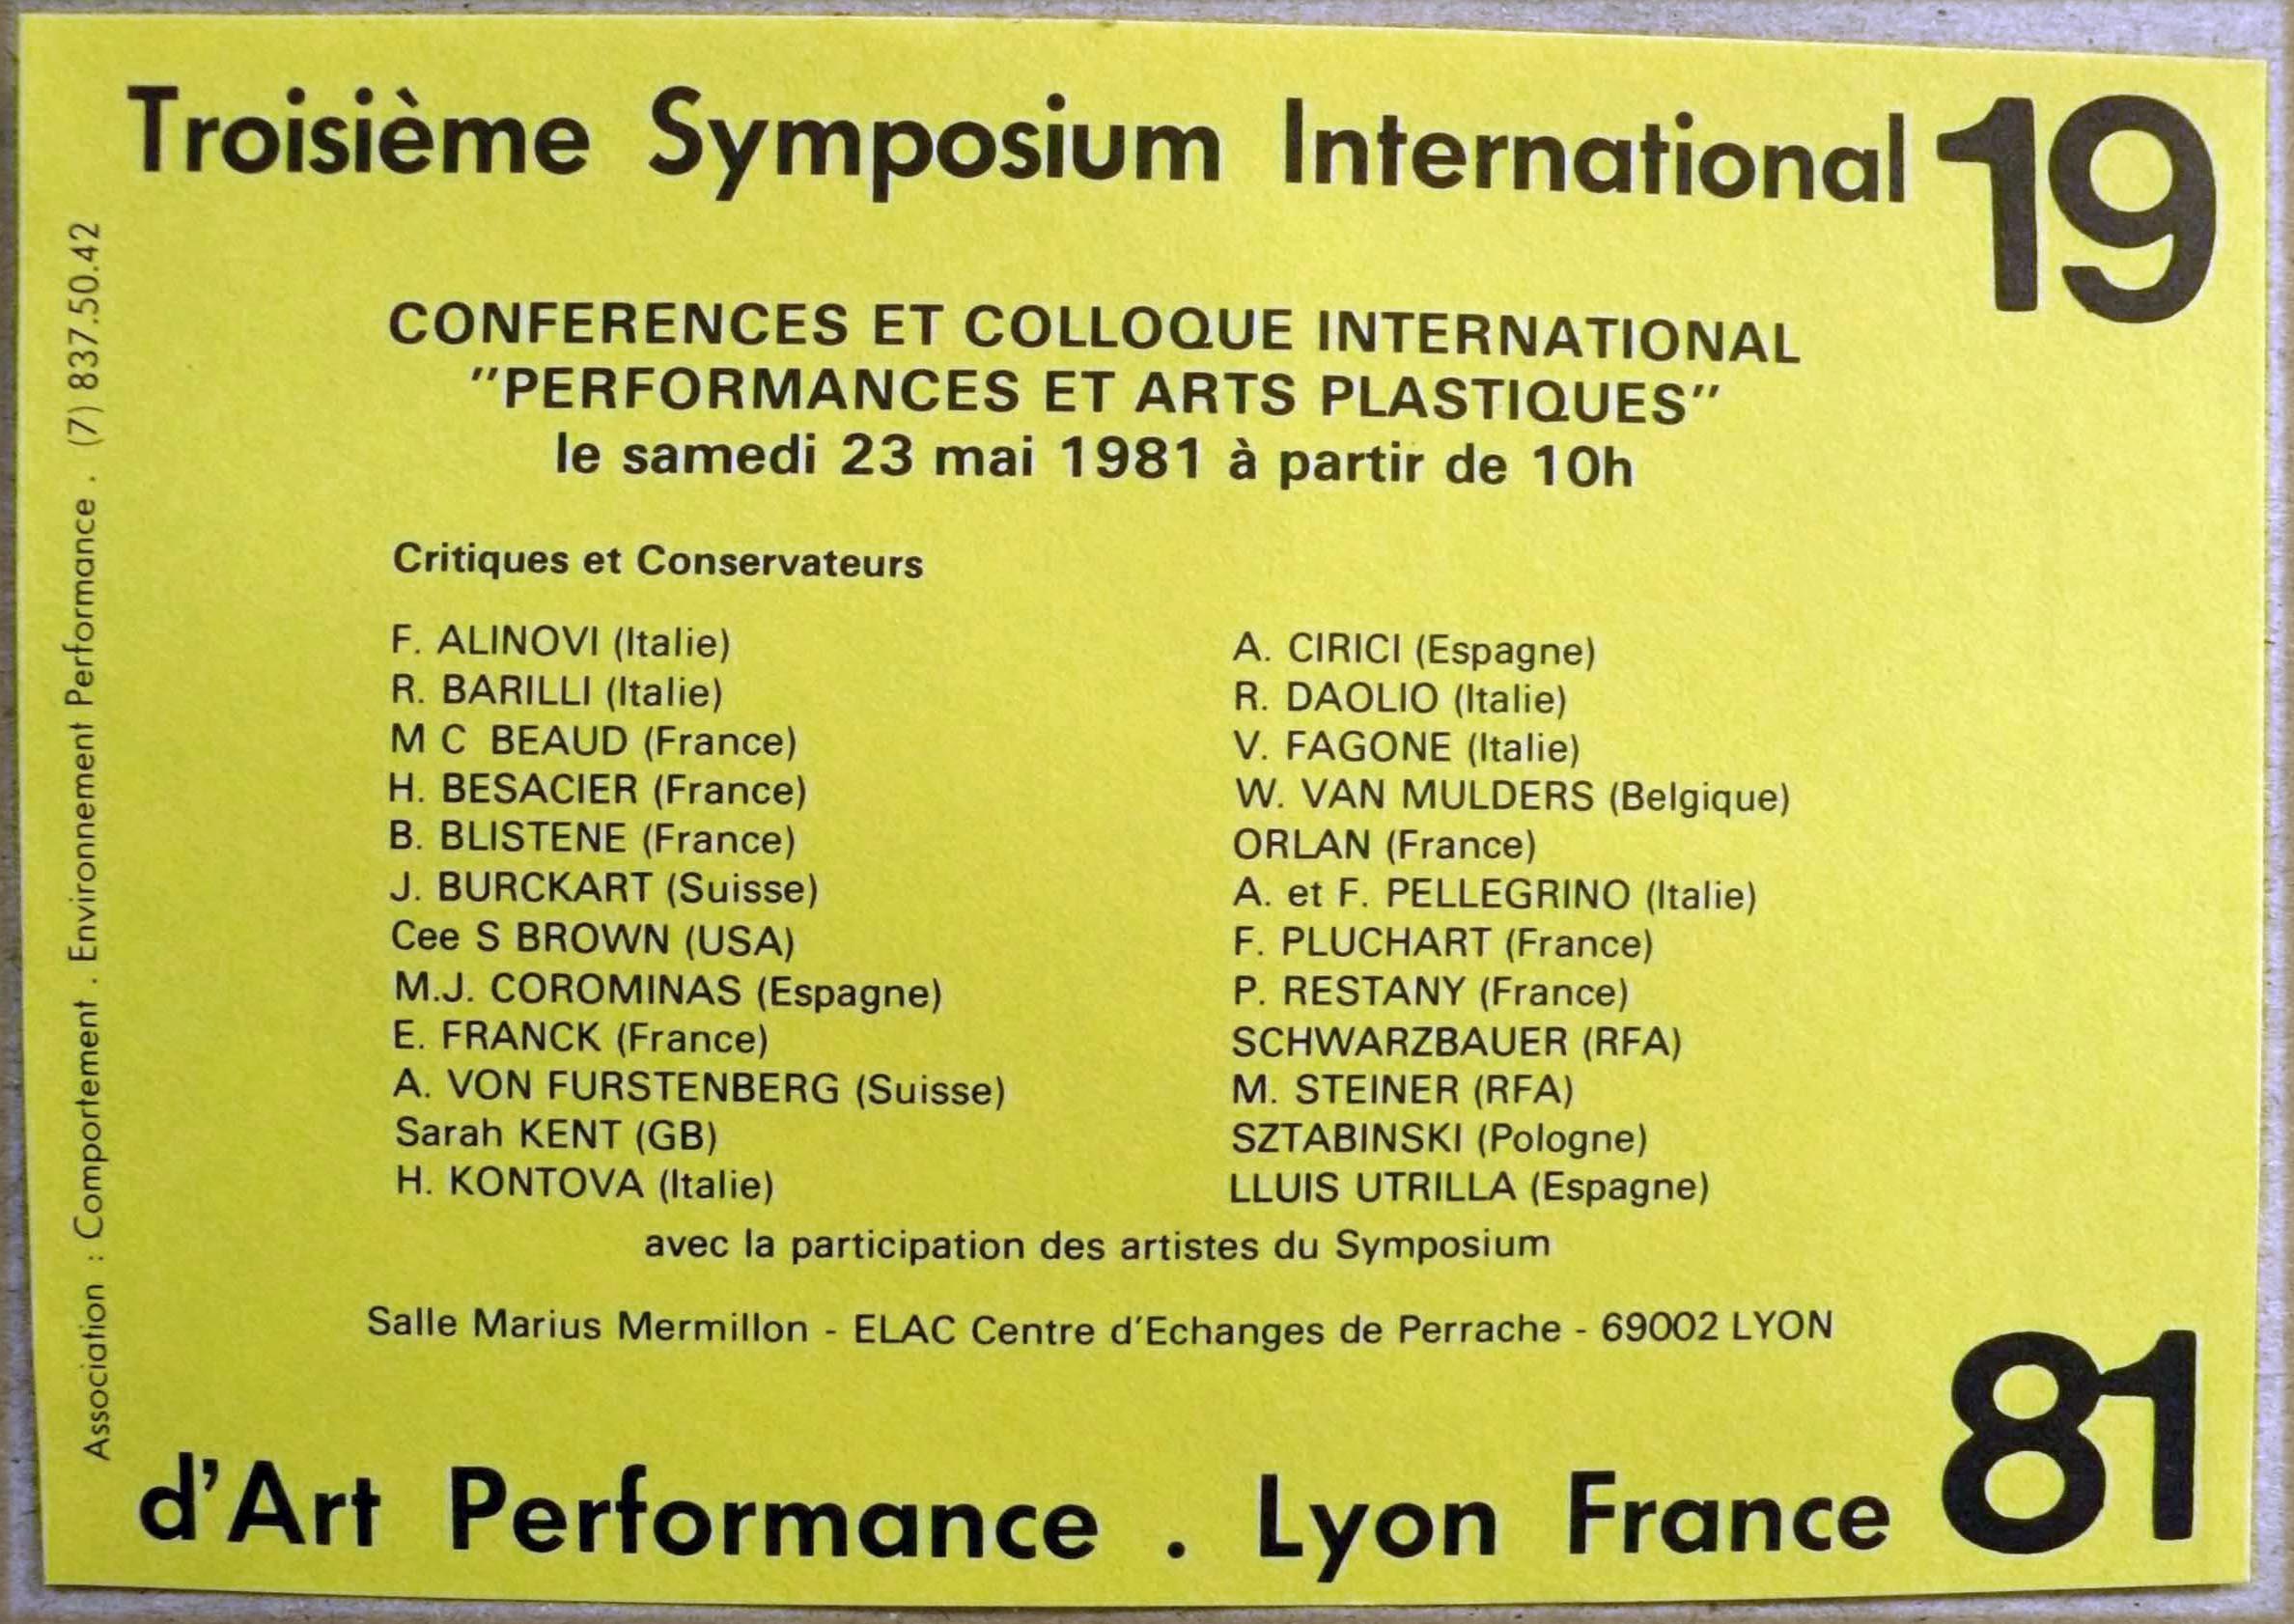 Troisième Symposium International 19
CONFERENCES ET COLLOQUE INTERNATIONAL
"PERFORMANCES ET ARTS PLASTIQUES"
le samedi 23 mai 1981 à partir de 10h
Critiques et Conservateurs
F. ALINOVI (Italie)
R. BARILLI (Italie)
M C BEAUD (France)
H. BESACIER (France)
B. BLISTENE (France)
J. BURCKART (Suisse)
Cee S BROWN (USA)
M.J. COROMINAS (Espagne)
E. FRANCK (France)
A. VON FURSTENBERG (Suisse)
Sarah KENT (GB)
H. KONTOVA (Italie)
A. CIRICI (Espagne)
R. DAOLIO (Italie)
V. FAGONE (Italie)
W. VAN MULDERS (Belgique)
ORLAN (France)
A. et F. PELLEGRINO (Italie)
F. PLUCHART (France)
P. RESTANY (France)
SCHWARZBAUER (RFA)
M. STEINER (RFA)
SZTABINSKI (Pologne)
LLUIS UTRILLA (Espagne)
avec la participation des artistes du Symposium
Salle Marius Mermillon - ELAC Centre d'Echanges de Perrache - 69002 LYON
d'Art Performance . Lyon France 81
Association : Comportement . Environnement Performance . (7) 837.50.42